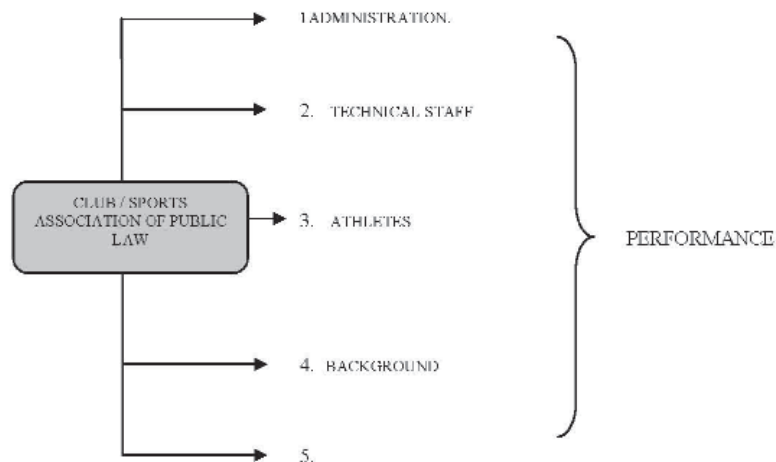 1ADMINISTRATION.
2. TECHNICAL STAFF
CLUB / SPORTS
ASSOCIATION OF PUBLIC
LAW
3. ATHLETES
PERFORMANCE
4. BACKGROUND
5.